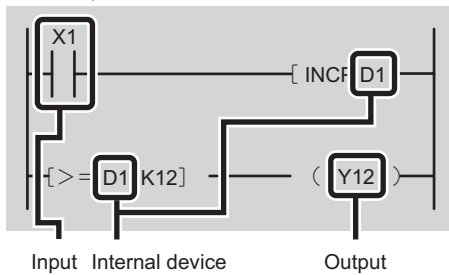 X1
[ INCP D1
[>= D1 K12] ( Y12 )
Input Internal device Output